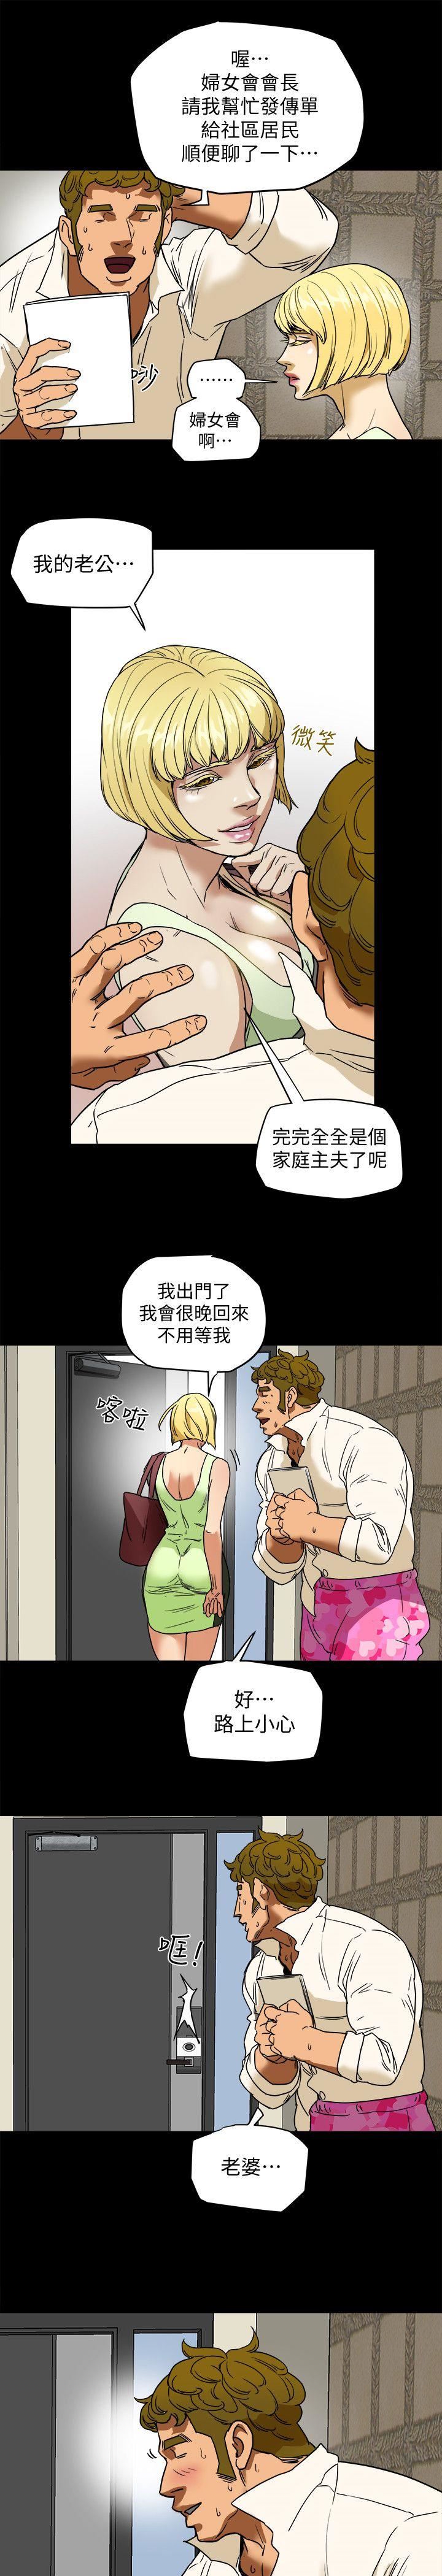 喔…
婦女會會長
請我幫忙發傳單
給社區居民
順便聊了一下…
吵
……
婦女會
啊…
我的老公…
微笑
完完全全是個
家庭主夫了呢
我出門了
我會很晚回來
不用等我
喀啦
好…
路上小心
哐!
老婆…